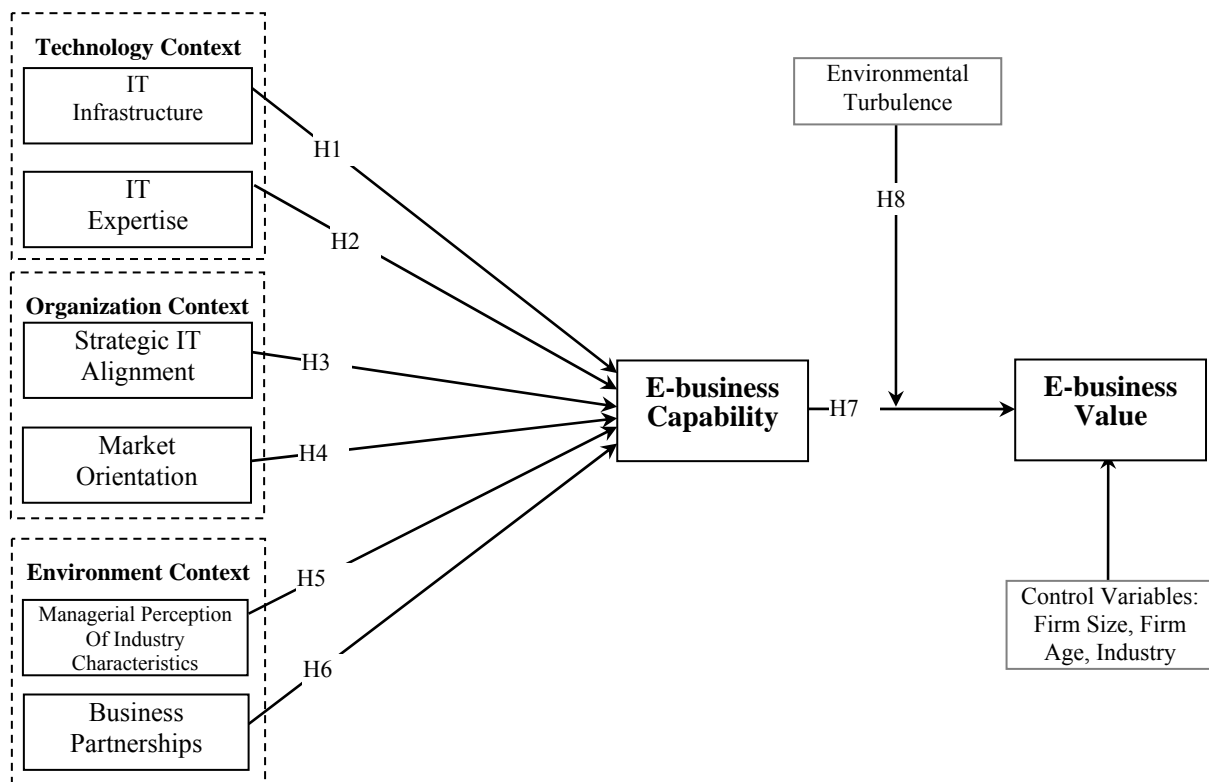 Technology Context
IT
Infrastructure
H1
IT
Expertise
H2
Organization Context
Strategic IT
Alignment
H3
Market
Orientation
H4
Environment Context
Managerial Perception
Of Industry
Characteristics
H5
Business
Partnerships
H6
E-business
Capability
H7
Environmental
Turbulence
H8
E-business
Value
Control Variables:
Firm Size, Firm
Age, Industry